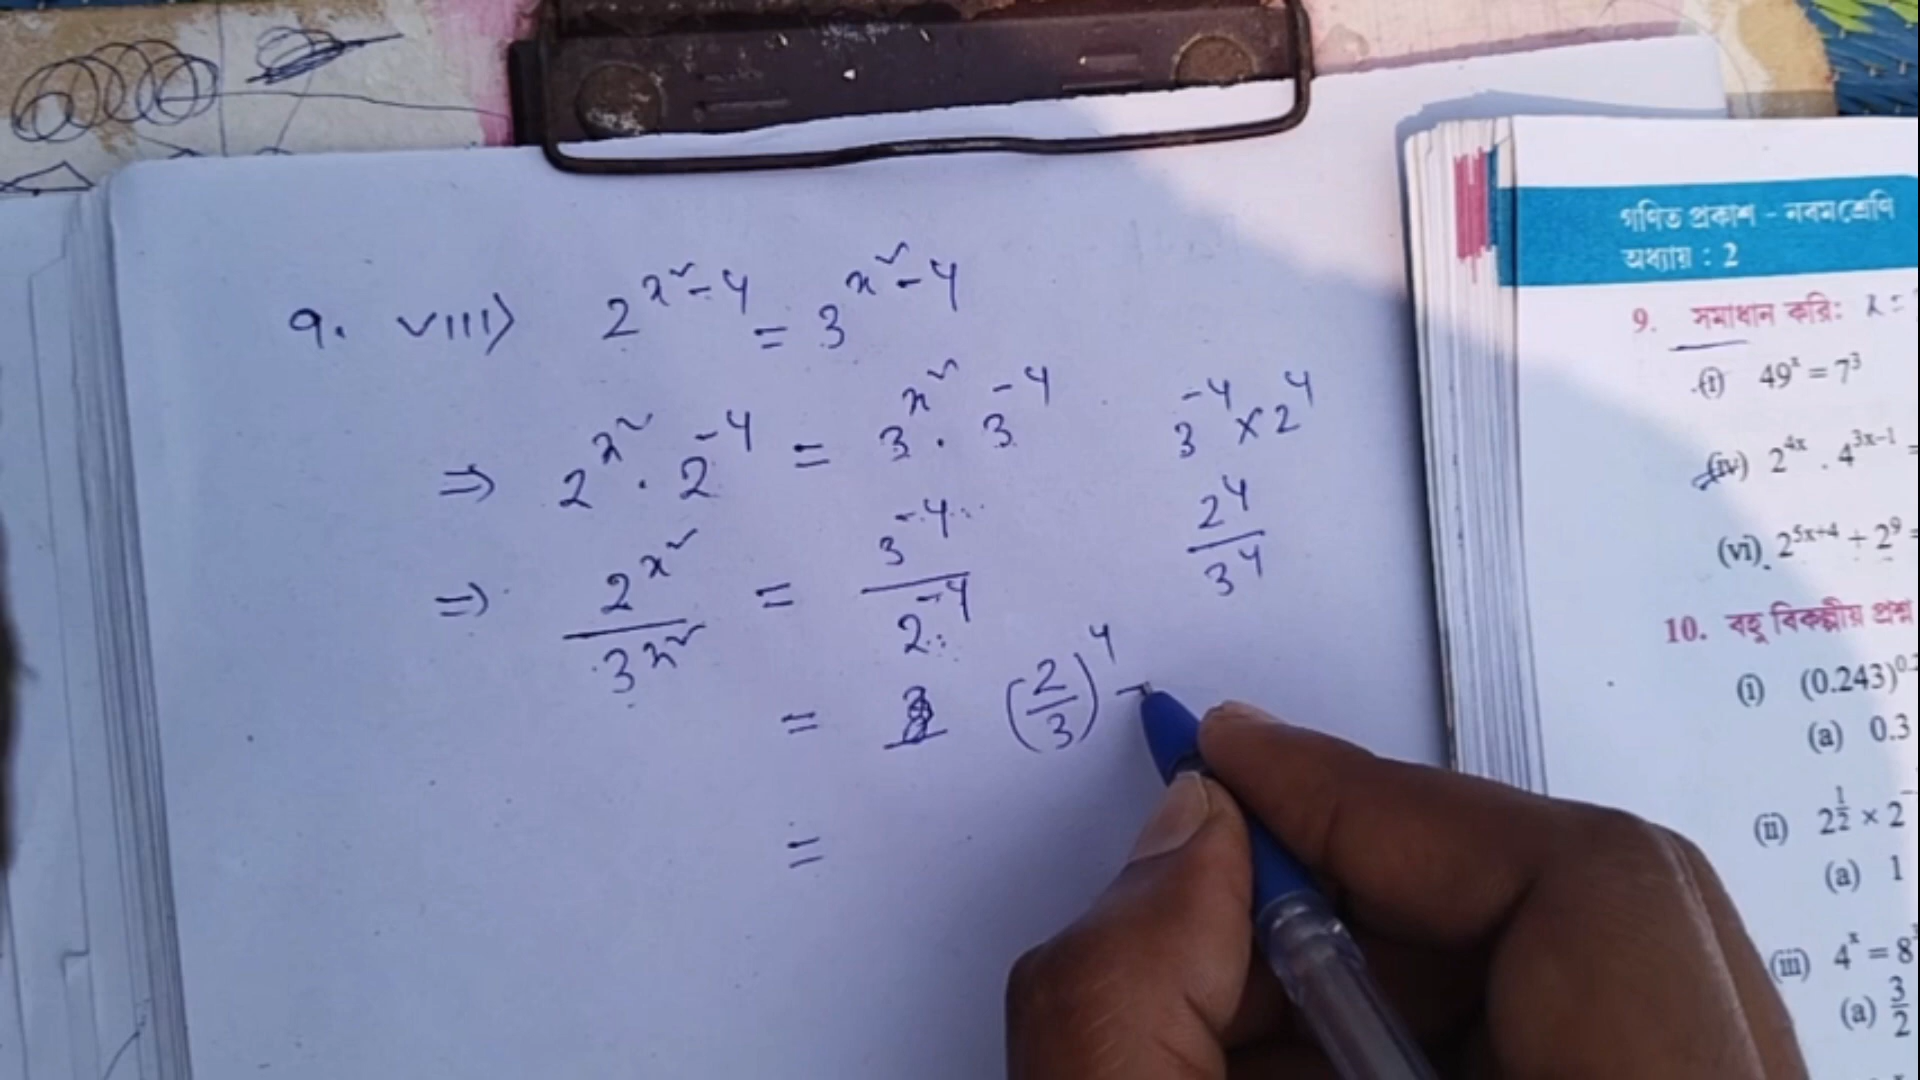 9. VIII) 2^{x²-4} = 3^{x²-4}
⇒ 2^{x²} · 2^{-4} = 3^{x²} · 3^{-4}
⇒ 2^{x²}/3^{x²} = 3^{-4}/2^{-4}
= (2/3)^4
=
3^{-4} × 2^4
2^4/3^4
গণিত প্রকাশ - নবম শ্রেণি
অধ্যায় : 2
9. সমাধান করি: x =
(i) 49^x = 7^3
(iv) 2^{4x} . 4^{3x-1} =
(vi) 2^{5x+4} + 2^9 =
10. বহু বিকল্পীয় প্রশ্ন
(i) (0.243)^{0.2
(a) 0.3
(ii) 2^{1/2} × 2^-
(a) 1
(iii) 4^x = 8^3
(a) 3/2